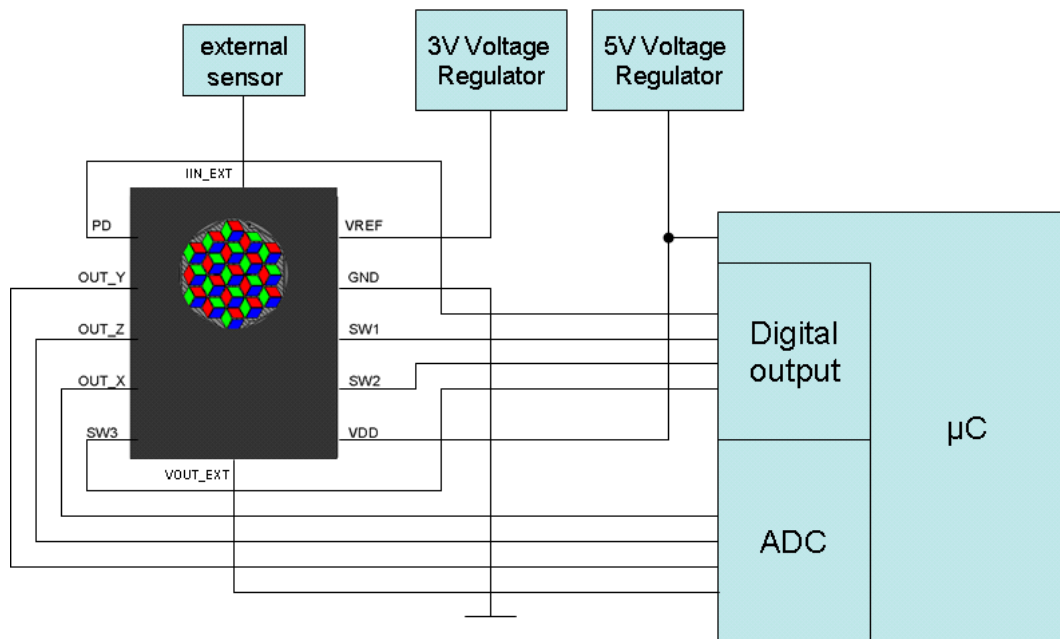 external
sensor
3V Voltage
Regulator
5V Voltage
Regulator
IIN_EXT
PD
VREF
OUT_Y
GND
OUT_Z
SW1
OUT_X
SW2
SW3
VDD
VOUT_EXT
Digital
output
ADC
µC